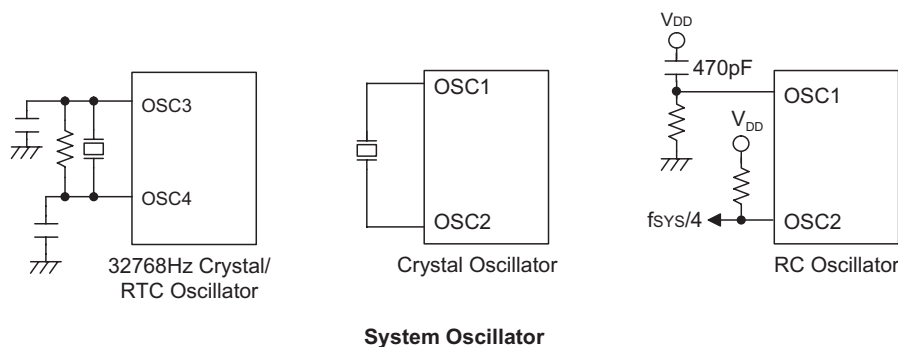 OSC3
OSC4
32768Hz Crystal/
RTC Oscillator
OSC1
OSC2
Crystal Oscillator
VDD
470pF
OSC1
VDD
fSYS/4
OSC2
RC Oscillator
System Oscillator